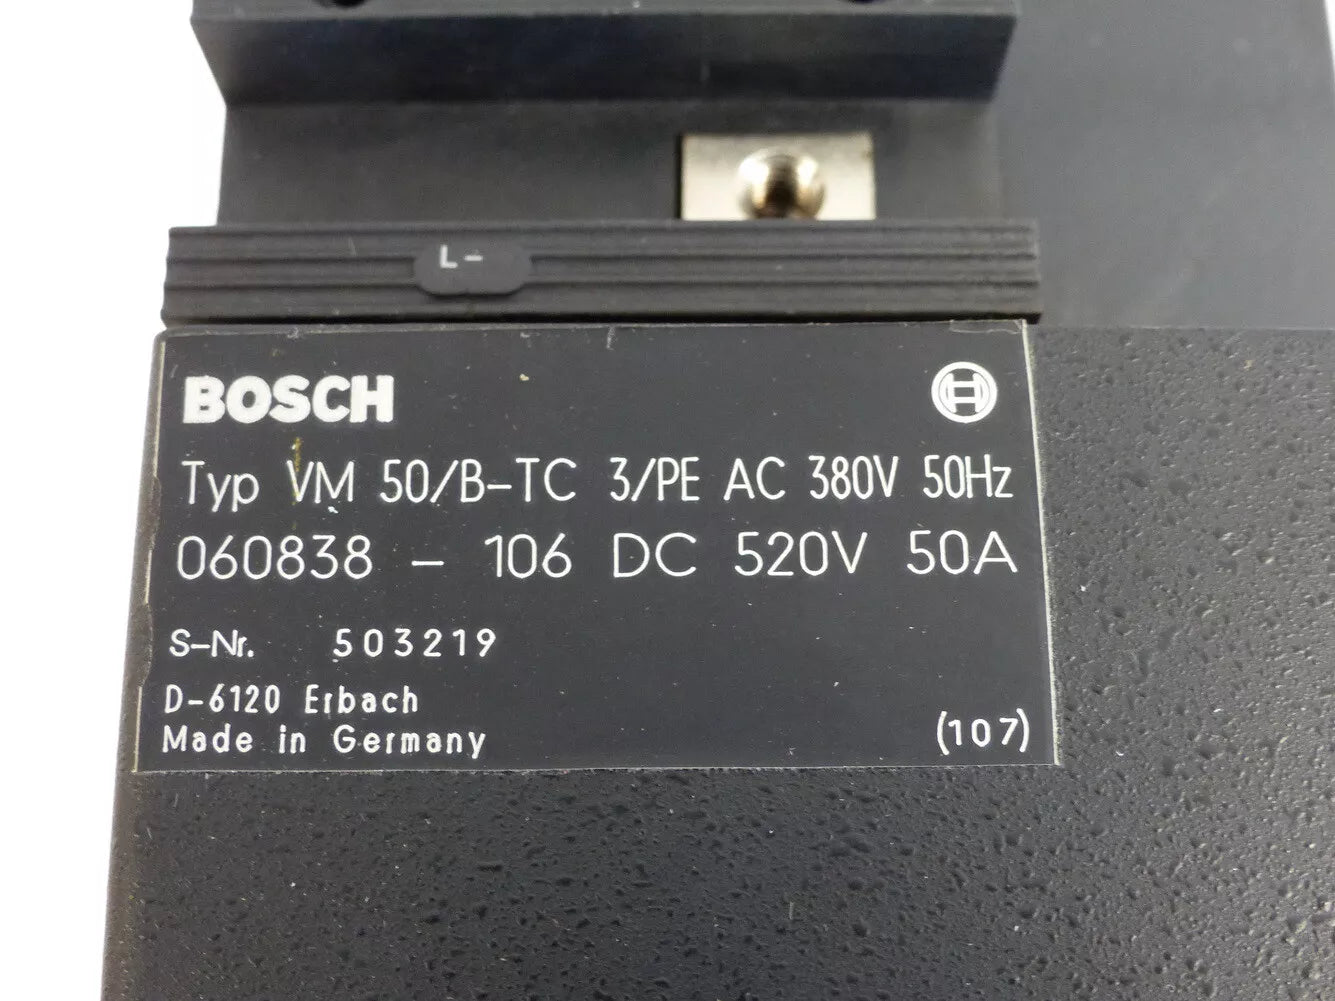 L-
BOSCH
Typ VM 50/B-TC 3/PE AC 380V 50Hz
060838 - 106 DC 520V 50A
S-Nr. 503219
D-6120 Erbach
Made in Germany
(107)